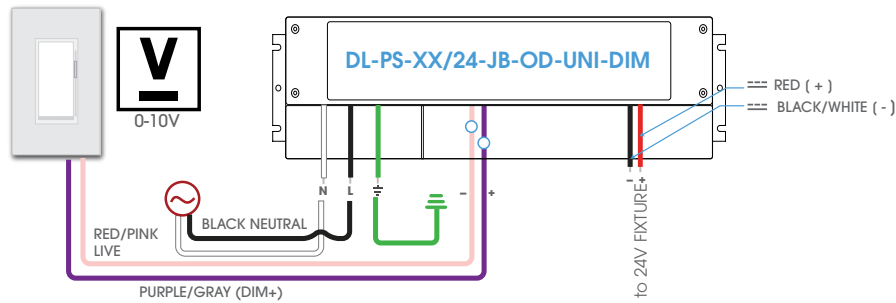 V
0-10V
DL-PS-XX/24-JB-OD-UNI-DIM
RED ( + )
BLACK/WHITE ( - )
N
L
-
+
-
+
BLACK NEUTRAL
RED/PINK
LIVE
to 24V FIXTURE
PURPLE/GRAY (DIM+)